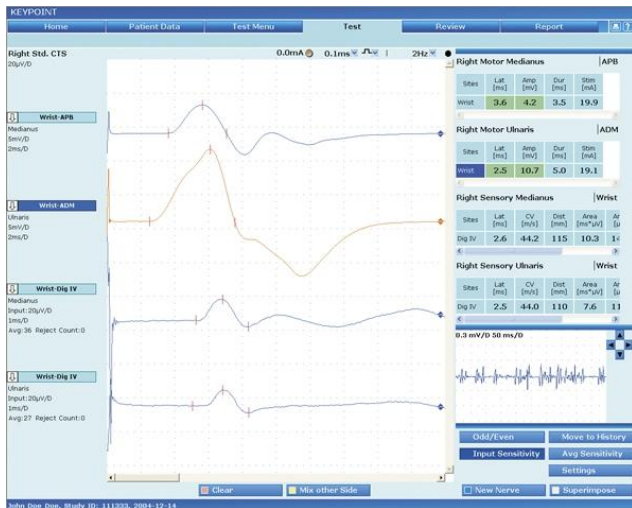 KEYPOINT
Home Patient Data Test Menu Test Review Report
Right Std. CTS 0.0mA 0.1ms 2Hz
20µV/D
Wrist-APB
Medianus
5mV/D
2ms/D
Wrist-ADM
Ulnaris
5mV/D
2ms/D
Wrist-Dig IV
Medianus
Input:20µV/D
1ms/D
Avg:36 Reject Count:0
Wrist-Dig IV
Ulnaris
Input:20µV/D
1ms/D
Avg:27 Reject Count:0
Clear Mix other Side
Right Motor Medianus APB
Sites Lat [ms] Amp [mV] Dur [ms] Stim [mA]
Wrist 3.6 4.2 3.5 19.9
Right Motor Ulnaris ADM
Sites Lat [ms] Amp [mV] Dur [ms] Stim [mA]
Wrist 2.5 10.7 5.0 19.1
Right Sensory Medianus Wrist
Sites Lat [ms] CV [m/s] Dist [mm] Area [ms*µV]
Dig IV 2.6 44.2 115 10.3
Right Sensory Ulnaris Wrist
Sites Lat [ms] CV [m/s] Dist [mm] Area [ms*µV]
Dig IV 2.5 44.0 110 7.6 11
0.3 mV/D 50 ms/D
Odd/Even Move to History
Input Sensitivity Avg Sensitivity
Settings
New Nerve Superimpose
John Doe Doe, Study ID: 111333, 2004-12-14